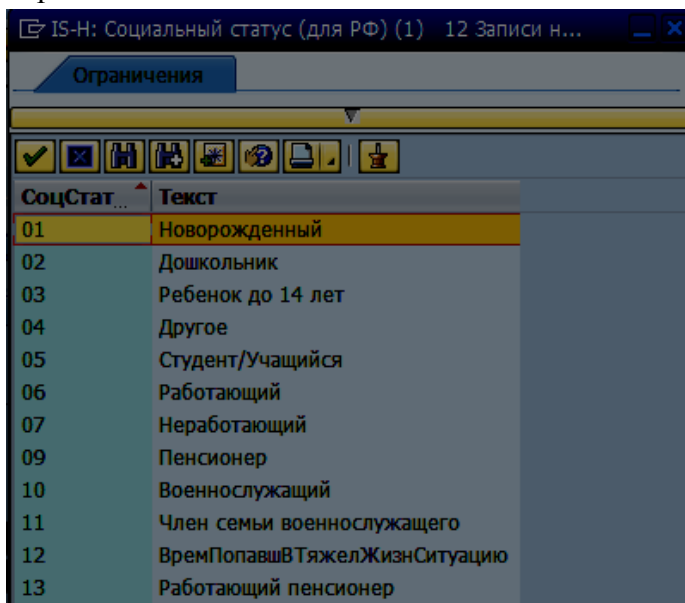 IS-H: Социальный статус (для РФ) (1) 12 Записи н...
Ограничения
СоцСтат... Текст
01 Новорожденный
02 Дошкольник
03 Ребенок до 14 лет
04 Другое
05 Студент/Учащийся
06 Работающий
07 Неработающий
09 Пенсионер
10 Военнослужащий
11 Член семьи военнослужащего
12 ВремПопавшВТяжелЖизнСитуацию
13 Работающий пенсионер